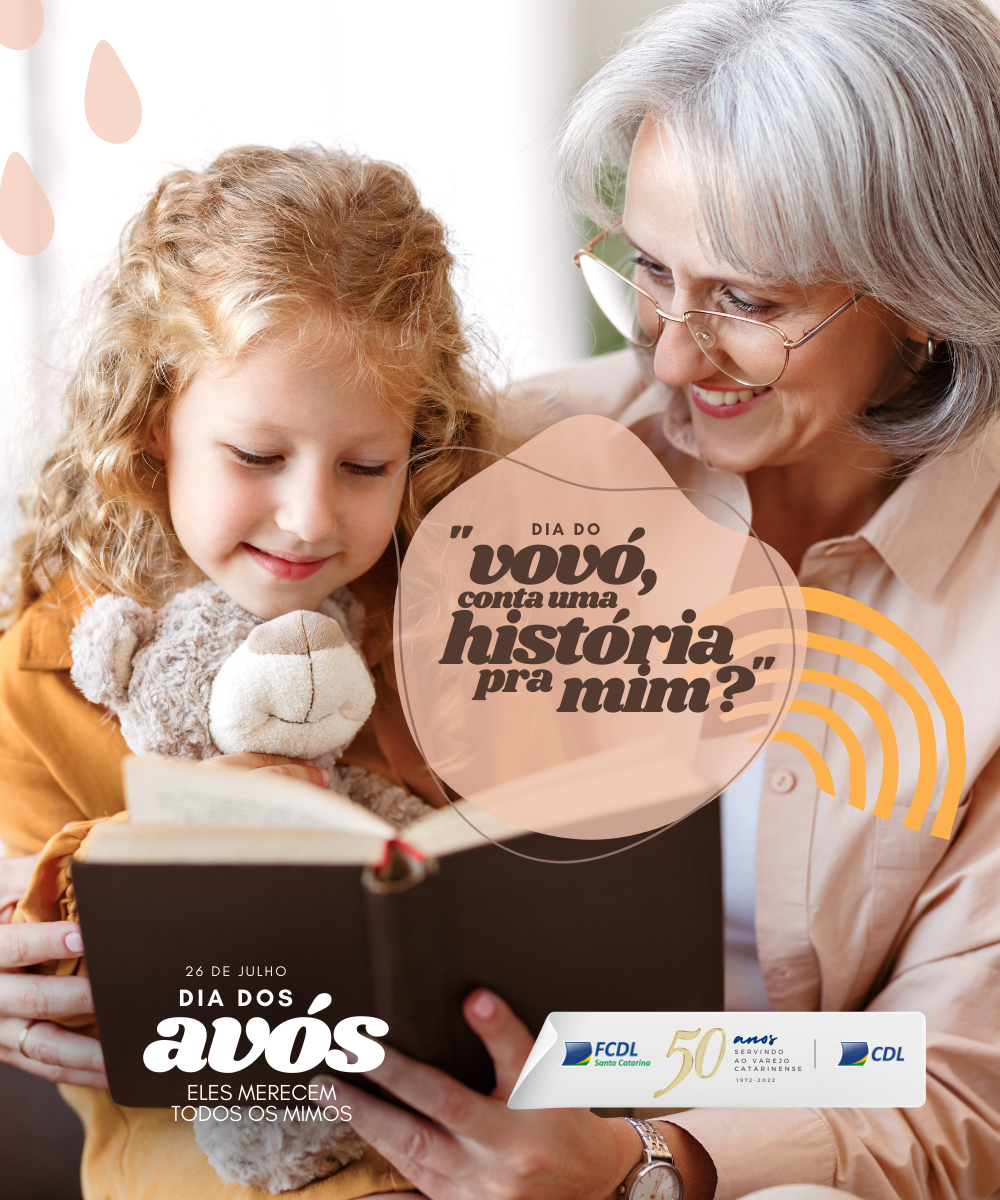 DIA DO
"vovó,
conta uma
história
pra mim?"
26 DE JULHO
DIA DOS
avós
ELES MERECEM
TODOS OS MIMOS
FCDL
Santa Catarina
50 anos
SERVINDO
AO VAREJO
CATARINENSE
1972-2022
CDL